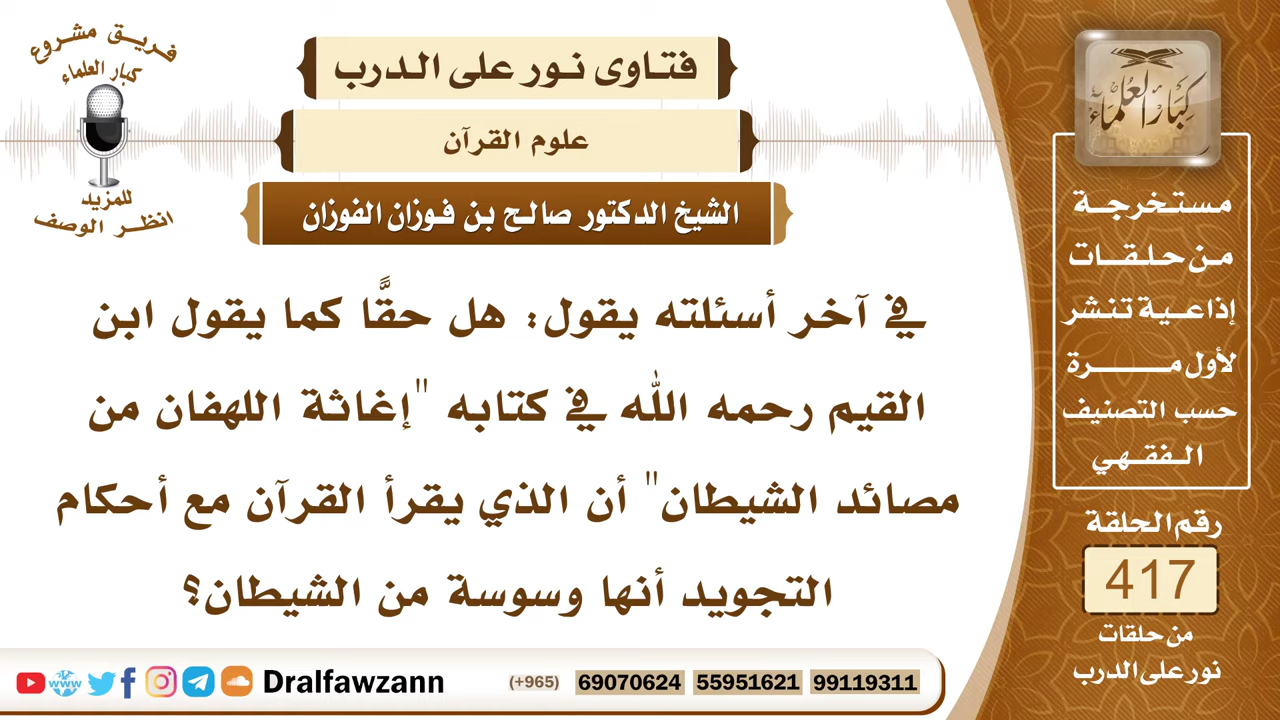 فريق مشروع
كبار العلماء
للمزيد
انظر الوصف
فتاوى نور على الدرب
علوم القرآن
الشيخ الدكتور صالح بن فوزان الفوزان
في آخر أسئلته يقول: هل حقًّا كما يقول ابن
القيم رحمه الله في كتابه "إغاثة اللهفان من
مصائد الشيطان" أن الذي يقرأ القرآن مع أحكام
التجويد أنها وسوسة من الشيطان؟
كبار العلماء
مستخرجة
من حلقات
إذاعية تنشر
لأول مرة
حسب التصنيف
الفقهي
رقم الحلقة
417
من حلقات
نور على الدرب
www Dralfawzann (+965) 69070624 55951621 99119311